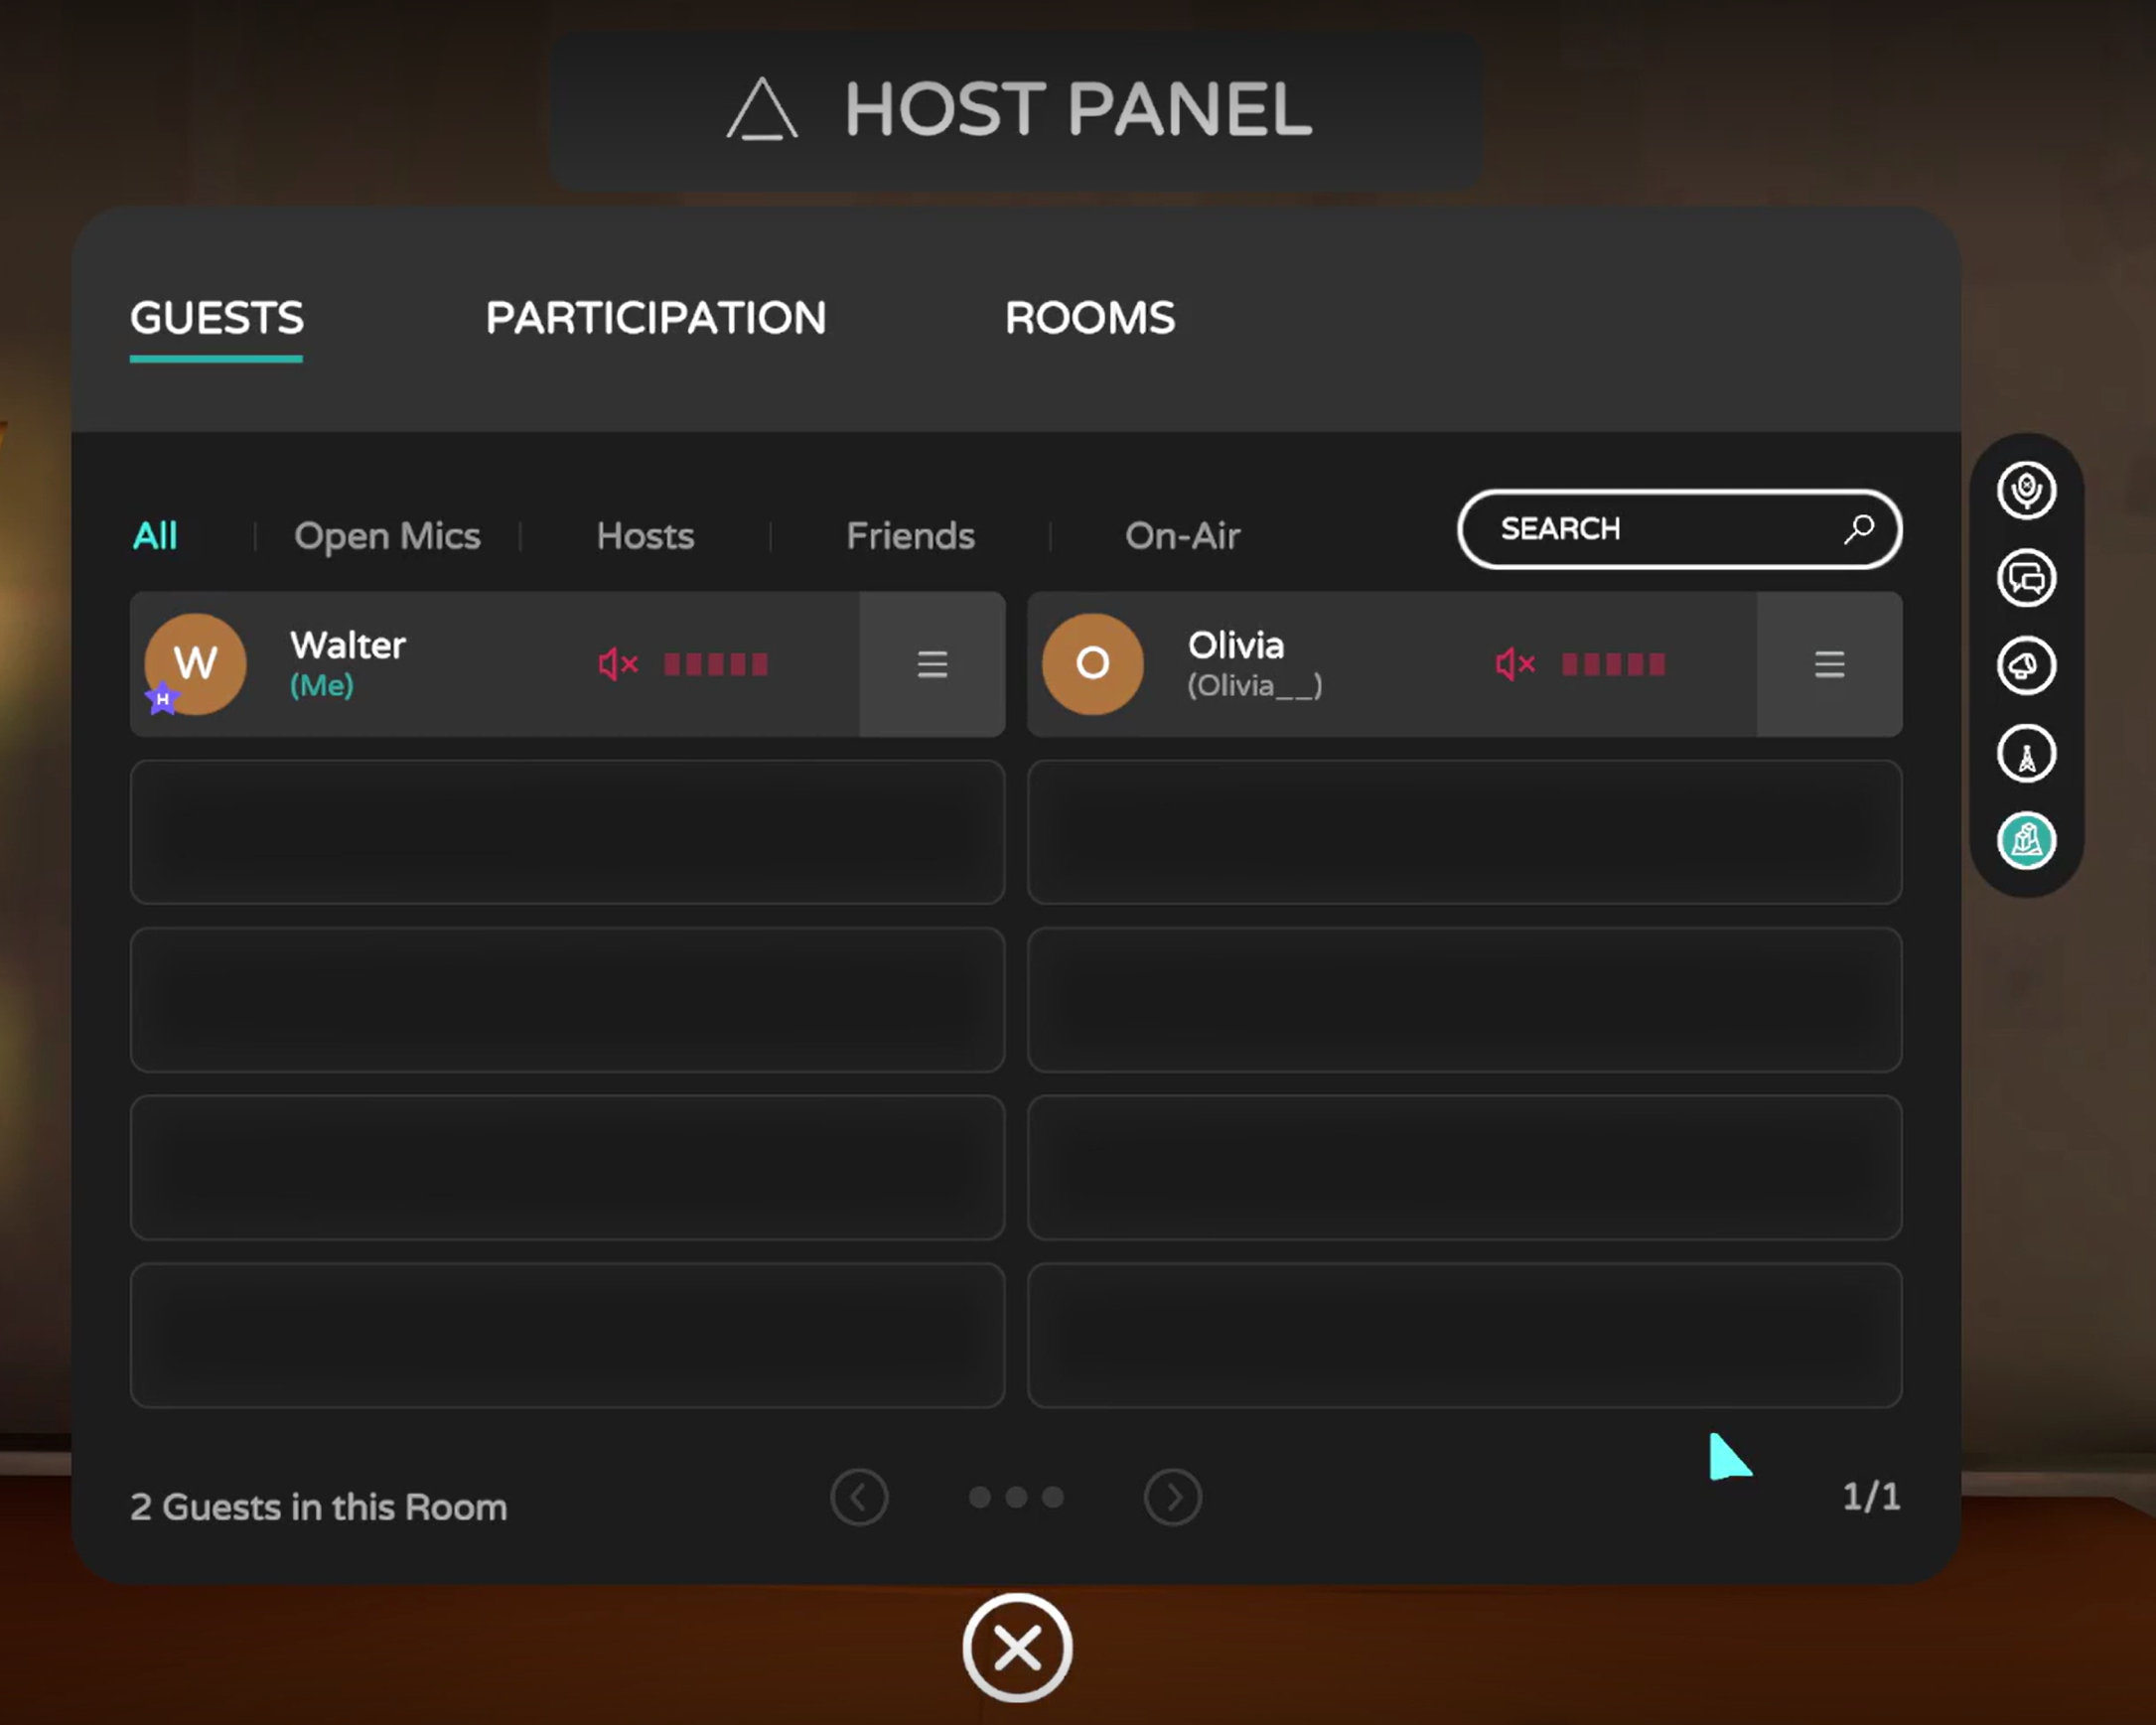 HOST PANEL
GUESTS PARTICIPATION ROOMS
All Open Mics Hosts Friends On-Air SEARCH
W Walter
(Me)
H
O Olivia
(Olivia__)
2 Guests in this Room
1/1